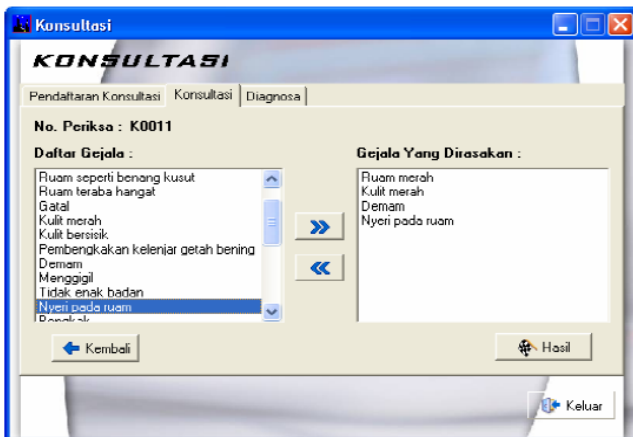 Konsultasi
KONSULTASI
Pendaftaran Konsultasi Konsultasi Diagnosa
No. Periksa : K0011
Daftar Gejala :
Ruam seperti benang kusut
Ruam teraba hangat
Gatal
Kulit merah
Kulit bersisik
Pembengkakan kelenjar getah bening
Demam
Menggigil
Tidak enak badan
Nyeri pada ruam
Bengkak
Gejala Yang Dirasakan :
Ruam merah
Kulit merah
Demam
Nyeri pada ruam
Kembali
Hasil
Keluar